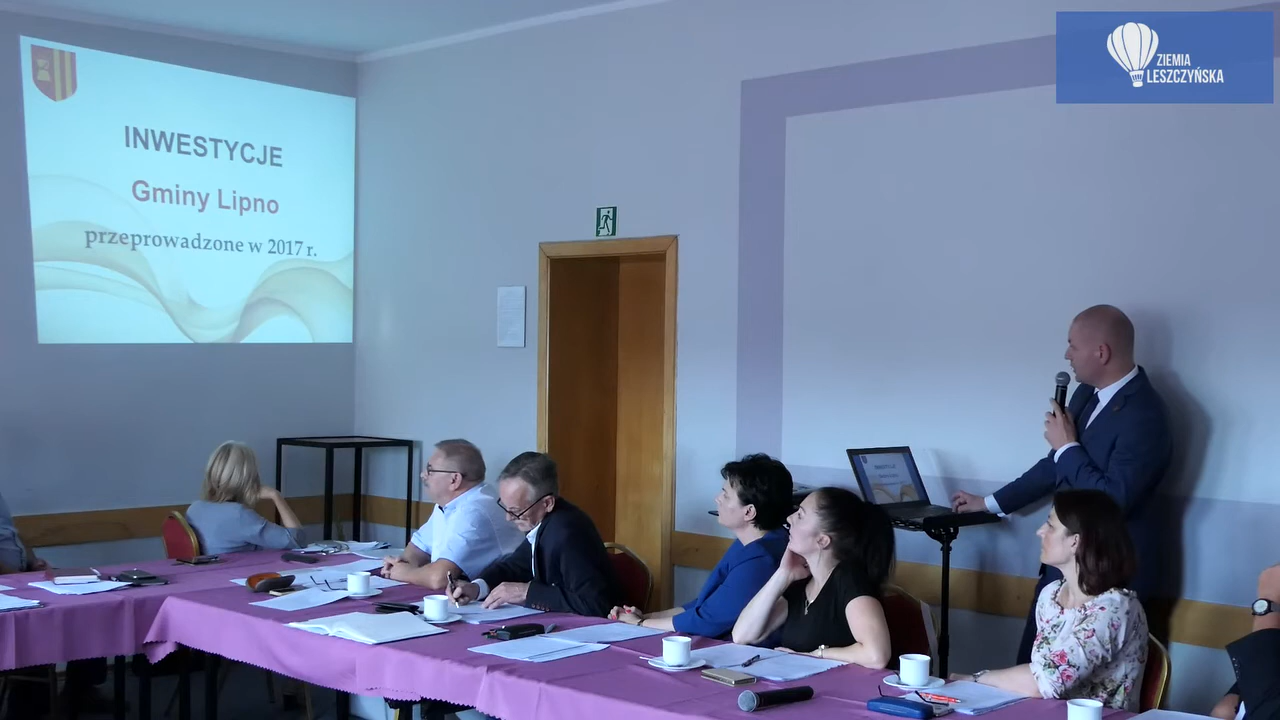 INWESTYCJE
Gminy Lipno
przeprowadzone w 2017 r.
ZIEMIA
LESZCZYŃSKA